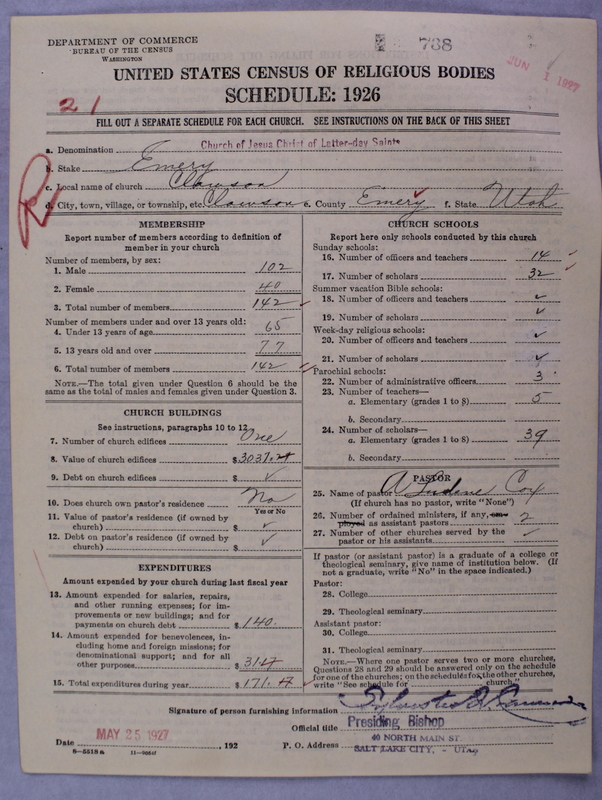 DEPARTMENT OF COMMERCE
BUREAU OF THE CENSUS
WASHINGTON
738
JUN 1 1927
UNITED STATES CENSUS OF RELIGIOUS BODIES
SCHEDULE: 1926
21
FILL OUT A SEPARATE SCHEDULE FOR EACH CHURCH. SEE INSTRUCTIONS ON THE BACK OF THIS SHEET
a. Denomination Church of Jesus Christ of Latter-day Saints
b. Stake Emery
c. Local name of church Clawson
d. City, town, village, or township, etc Clawson e. County Emery f. State Utah
R
MEMBERSHIP
Report number of members according to definition of
member in your church
Number of members, by sex:
1. Male 102
2. Female 40
3. Total number of members 142
Number of members under and over 13 years old:
4. Under 13 years of age 65
5. 13 years old and over 77
6. Total number of members 142
NOTE.—The total given under Question 6 should be the
same as the total of males and females given under Question 3.
CHURCH BUILDINGS
See instructions, paragraphs 10 to 12
7. Number of church edifices One
8. Value of church edifices $3037.
9. Debt on church edifices $ ✓
10. Does church own pastor's residence No
Yes or No
11. Value of pastor's residence (if owned by
church) $ ✓
12. Debt on pastor's residence (if owned by
church) $ ✓
EXPENDITURES
Amount expended by your church during last fiscal year
13. Amount expended for salaries, repairs,
and other running expenses; for im-
provements or new buildings; and for
payments on church debt $140.
14. Amount expended for benevolences, in-
cluding home and foreign missions; for
denominational support; and for all
other purposes $31
15. Total expenditures during year $171.
CHURCH SCHOOLS
Report here only schools conducted by this church
Sunday schools:
16. Number of officers and teachers 14
17. Number of scholars 32
Summer vacation Bible schools:
18. Number of officers and teachers ✓
19. Number of scholars ✓
Week-day religious schools:
20. Number of officers and teachers ✓
21. Number of scholars ✓
Parochial schools:
22. Number of administrative officers 3
23. Number of teachers—
a. Elementary (grades 1 to 8) 5
b. Secondary
24. Number of scholars—
a. Elementary (grades 1 to 8) 39
b. Secondary
PASTOR
25. Name of pastor A Cox
(If church has no pastor, write "None")
26. Number of ordained ministers, if any, em-
ployed as assistant pastors 2
27. Number of other churches served by the
pastor or his assistants ✓
If pastor (or assistant pastor) is a graduate of a college or
theological seminary, give name of institution below. (If
not a graduate, write "No" in the space indicated.)
Pastor:
28. College
29. Theological seminary
Assistant pastor:
30. College
31. Theological seminary
NOTE.—Where one pastor serves two or more churches,
Questions 28 and 29 should be answered only on the schedule
for one of the churches; on the schedules for the other churches,
write "See schedule for church."
Signature of person furnishing information Sylvester Q. Cannon
Official title Presiding Bishop
Date MAY 25 1927, 192 P. O. Address 40 NORTH MAIN ST.
SALT LAKE CITY, - UTAH
8—5518a